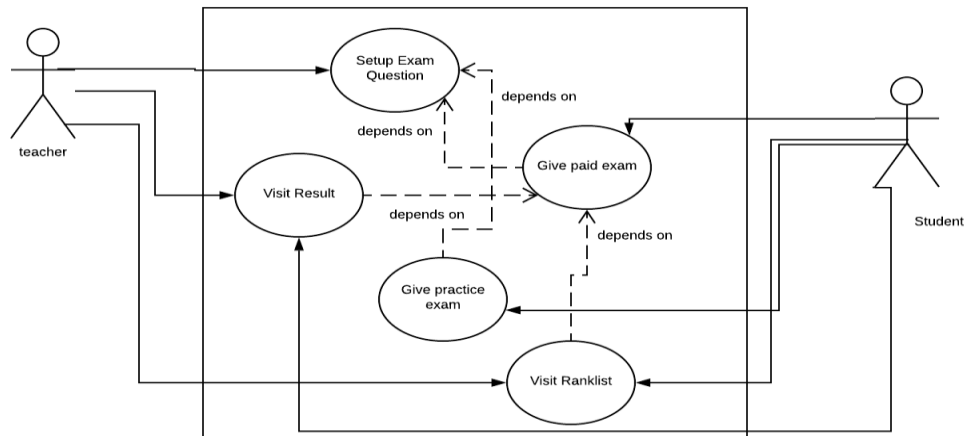 Setup Exam
Question
depends on
depends on
teacher
Give paid exam
Visit Result
depends on
Student
depends on
Give practice
exam
Visit Ranklist